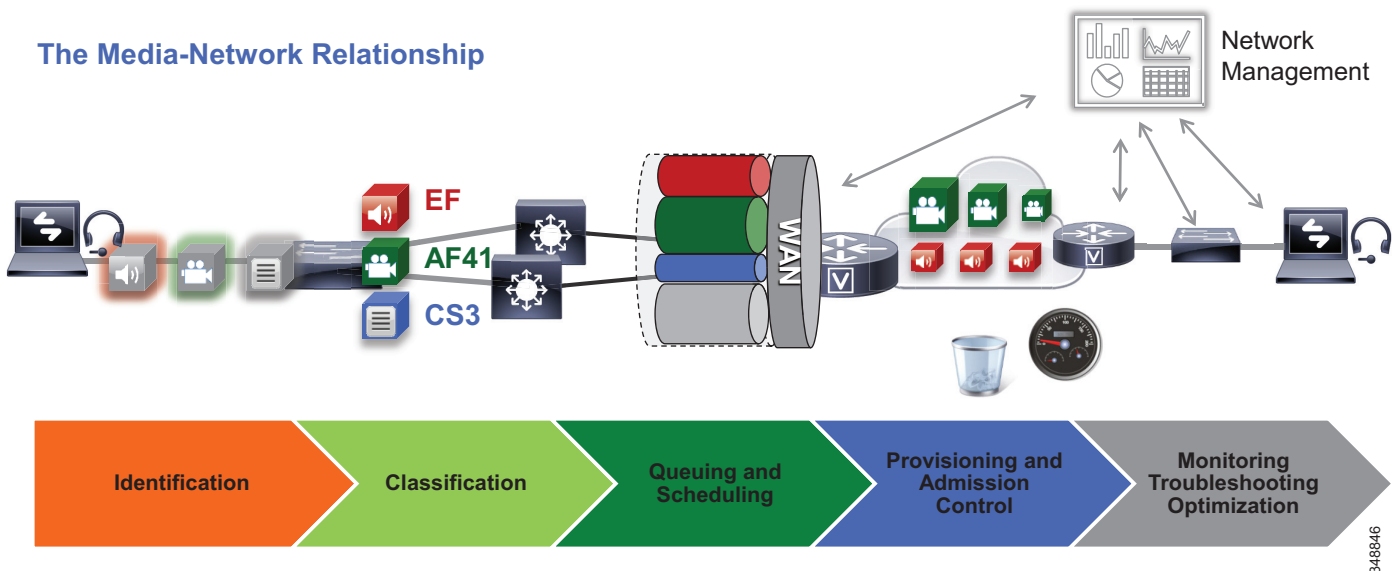 The Media-Network Relationship
Network
Management
EF
AF41
CS3
WAN
V
V
Identification
Classification
Queuing and
Scheduling
Provisioning and
Admission
Control
Monitoring
Troubleshooting
Optimization
348846